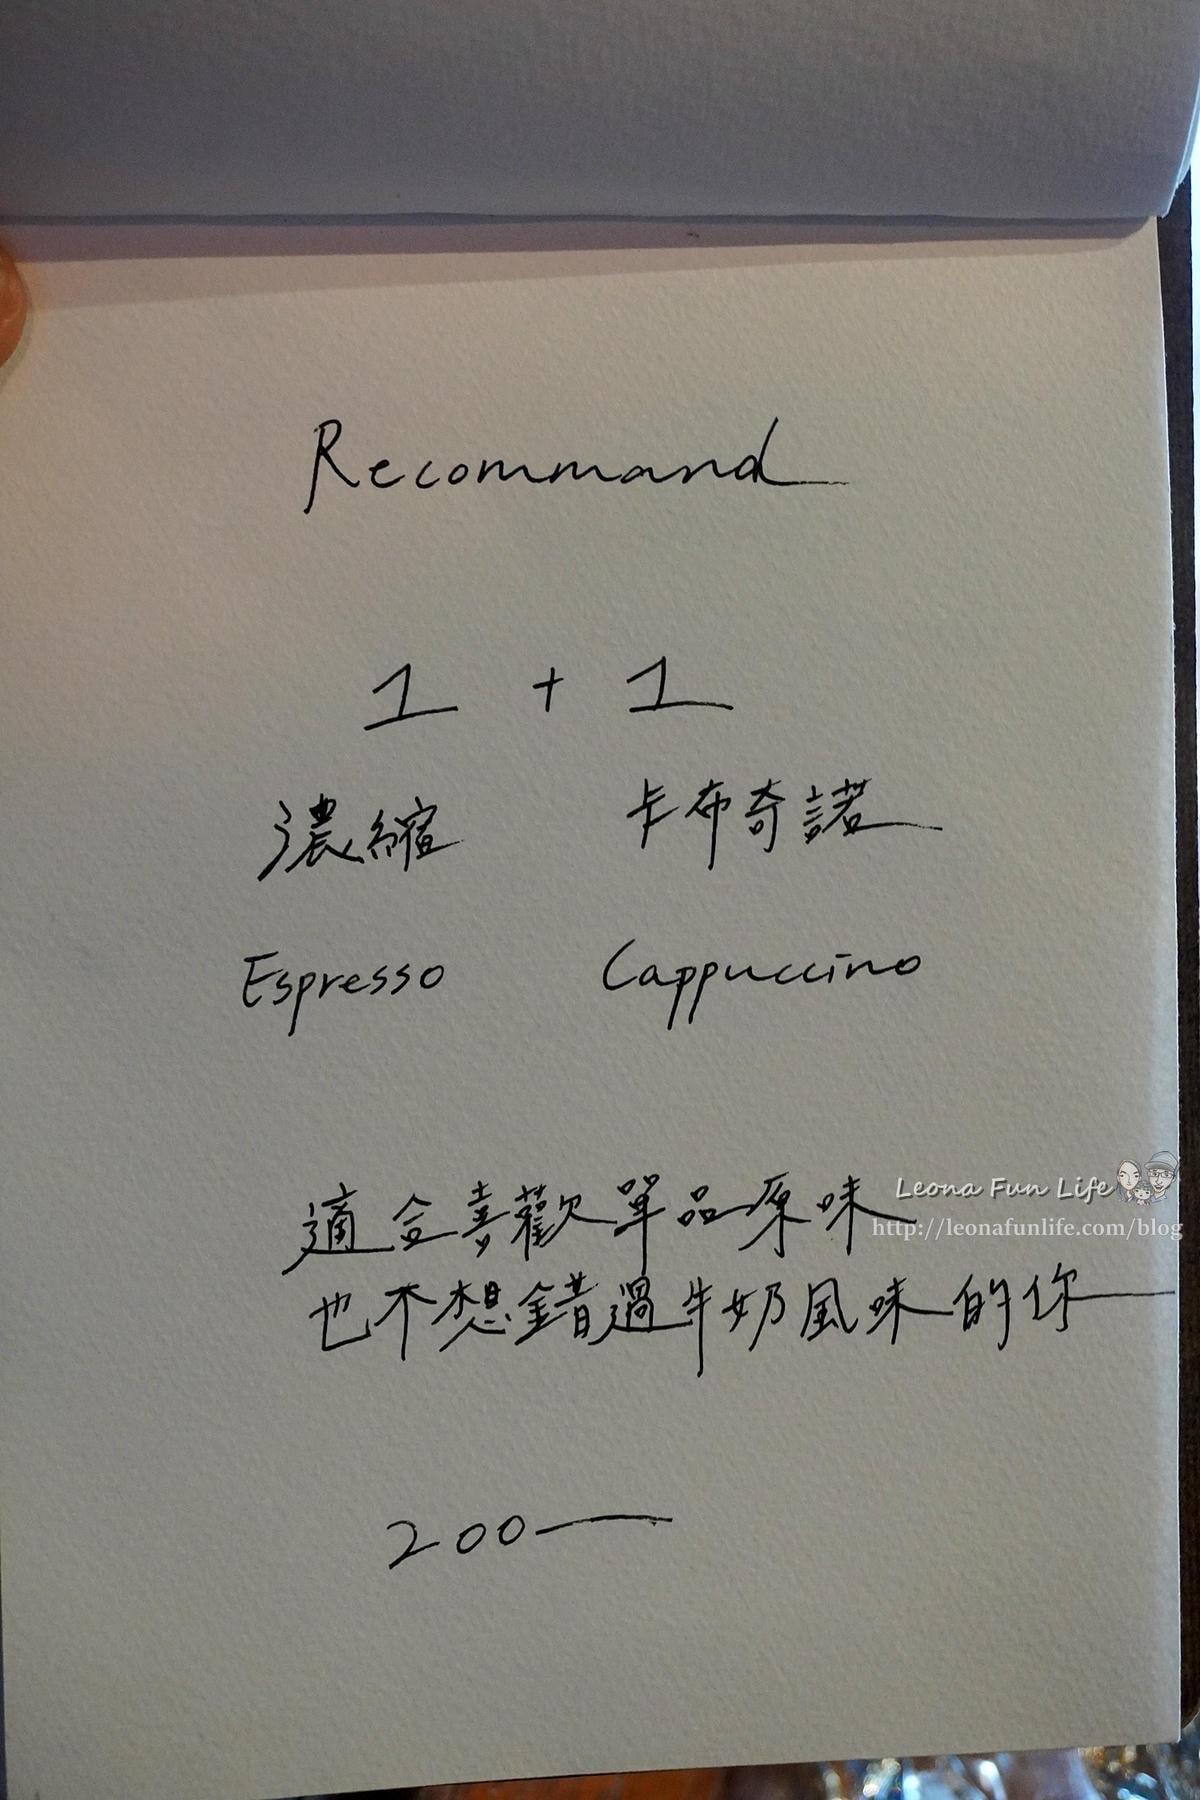 Recommand
1 + 1
濃縮 卡布奇諾
Espresso Cappuccino
適合喜歡單品原味
也不想錯過牛奶風味的你
200
Leona Fun Life
http://leonafunlife.com/blog